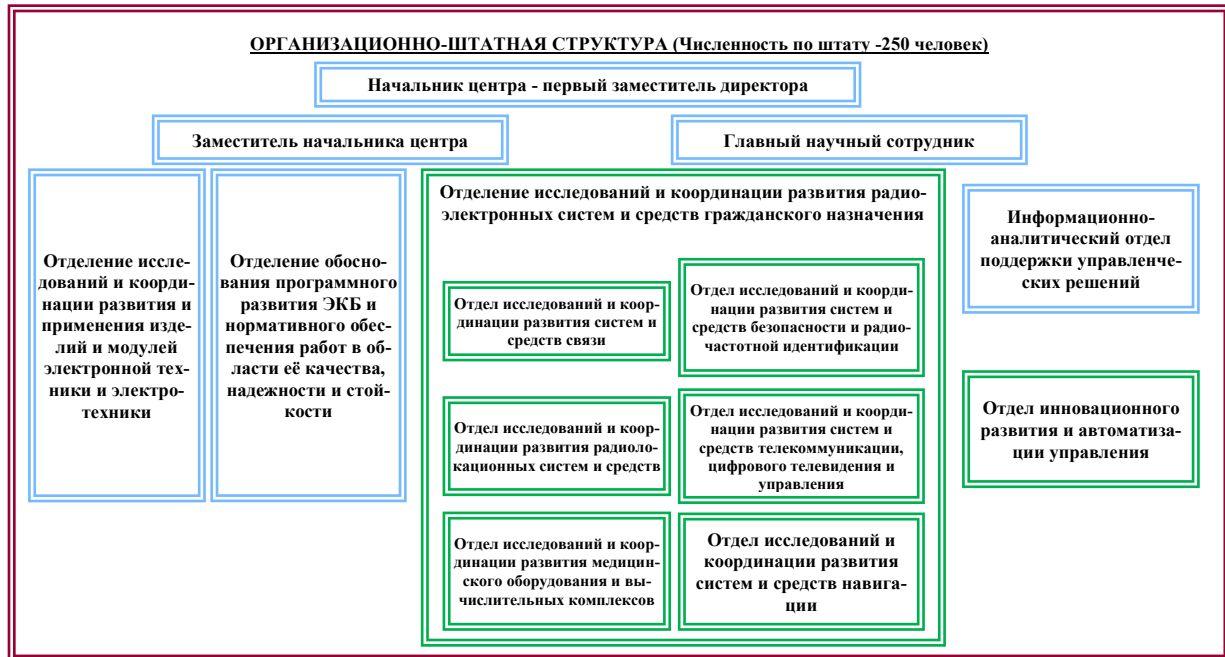 ОРГАНИЗАЦИОННО-ШТАТНАЯ СТРУКТУРА (Численность по штату -250 человек)
Начальник центра - первый заместитель директора
Заместитель начальника центра
Главный научный сотрудник
Отделение иссле-
дований и коорди-
нации развития и
применения изде-
лий и модулей
электронной тех-
ники и электро-
техники
Отделение обосно-
вания программного
развития ЭКБ и
нормативного обес-
печения работ в об-
ласти её качества,
надежности и стой-
кости
Отделение исследований и координации развития радио-
электронных систем и средств гражданского назначения
Отдел исследований и коор-
динации развития систем и
средств связи
Отдел исследований и коорди-
нации развития систем и
средств безопасности и радио-
частотной идентификации
Отдел исследований и коор-
динации развития радиоло-
кационных систем и средств
Отдел исследований и коорди-
нации развития систем и
средств телекоммуникации,
цифрового телевидения и
управления
Отдел исследований и коор-
динации развития медицин-
ского оборудования и вы-
числительных комплексов
Отдел исследований и
координации развития
систем и средств навига-
ции
Информационно-
аналитический отдел
поддержки управленче-
ских решений
Отдел инновационного
развития и автоматиза-
ции управления